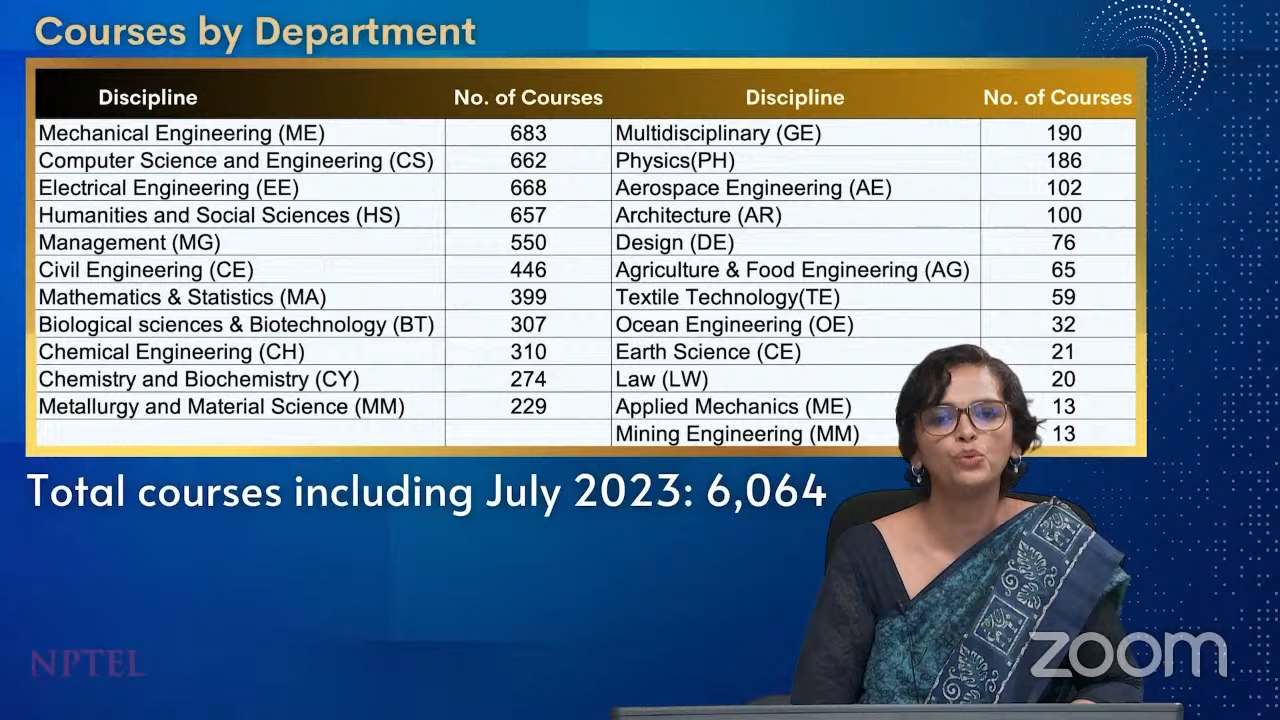 Courses by Department
Discipline No. of Courses Discipline No. of Courses
Mechanical Engineering (ME) 683 Multidisciplinary (GE) 190
Computer Science and Engineering (CS) 662 Physics(PH) 186
Electrical Engineering (EE) 668 Aerospace Engineering (AE) 102
Humanities and Social Sciences (HS) 657 Architecture (AR) 100
Management (MG) 550 Design (DE) 76
Civil Engineering (CE) 446 Agriculture & Food Engineering (AG) 65
Mathematics & Statistics (MA) 399 Textile Technology(TE) 59
Biological sciences & Biotechnology (BT) 307 Ocean Engineering (OE) 32
Chemical Engineering (CH) 310 Earth Science (CE) 21
Chemistry and Biochemistry (CY) 274 Law (LW) 20
Metallurgy and Material Science (MM) 229 Applied Mechanics (ME) 13
Mining Engineering (MM) 13
Total courses including July 2023: 6,064
NPTEL
zoom